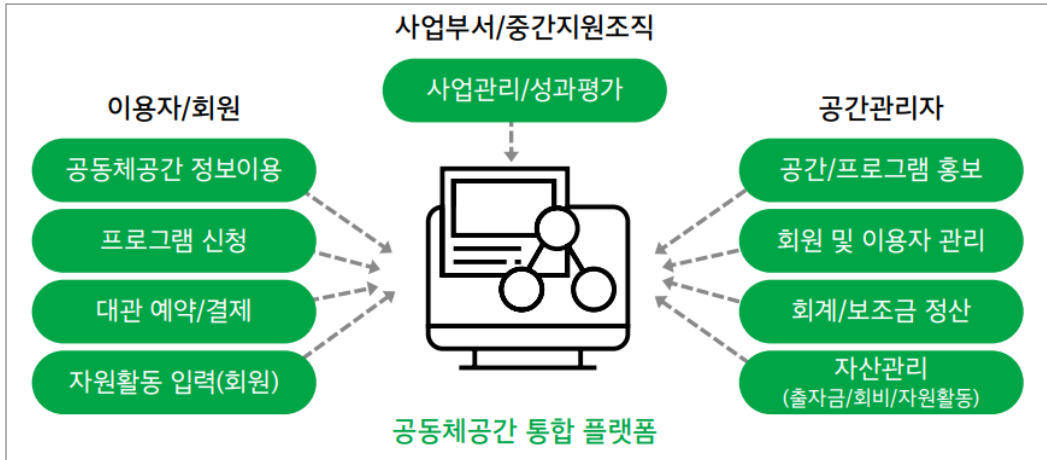 사업부서/중간지원조직
사업관리/성과평가
이용자/회원
공동체공간 정보이용
프로그램 신청
대관 예약/결제
자원활동 입력(회원)
공간관리자
공간/프로그램 홍보
회원 및 이용자 관리
회계/보조금 정산
자산관리
(출자금/회비/자원활동)
공동체공간 통합 플랫폼